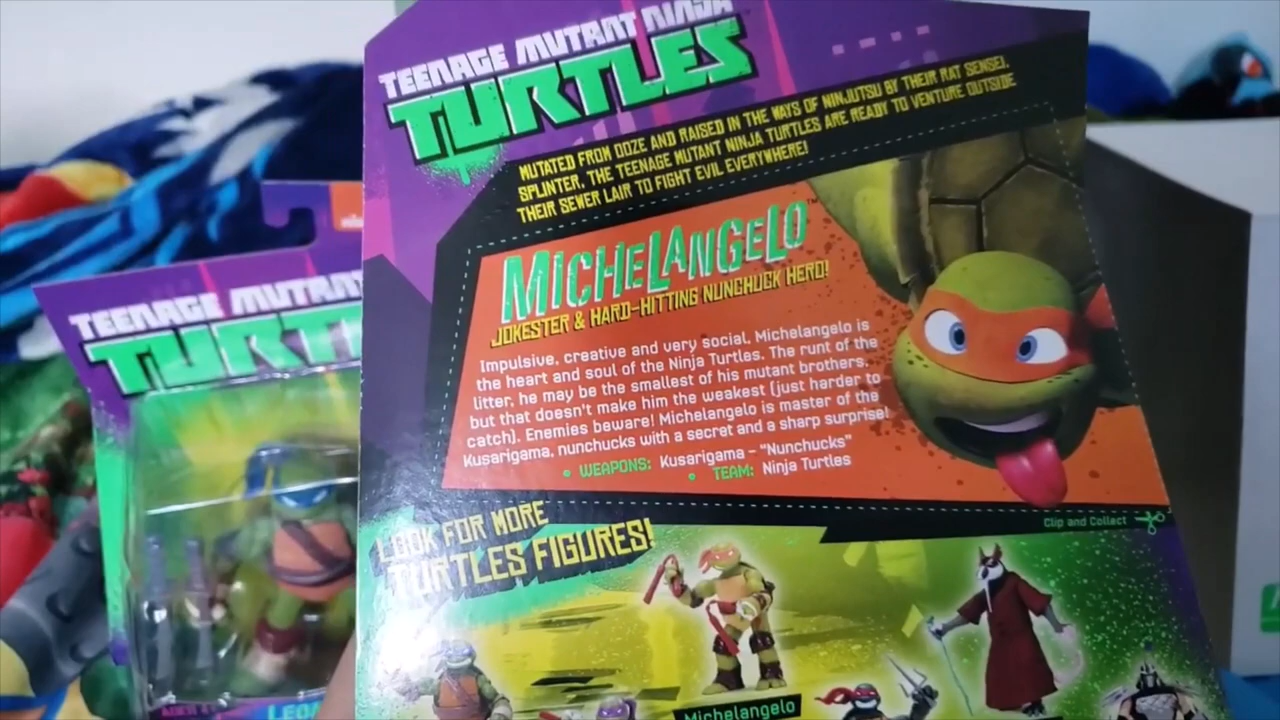 TEENAGE MUTANT NINJA
TURTLES
MUTATED FROM OOZE AND RAISED IN THE WAYS OF NINJUTSU BY THEIR RAT SENSEI,
SPLINTER, THE TEENAGE MUTANT NINJA TURTLES ARE READY TO VENTURE OUTSIDE
THEIR SEWER LAIR TO FIGHT EVIL EVERYWHERE!
MICHELANGELO™
JOKESTER & HARD-HITTING NUNCHUCK HERO!
Impulsive, creative and very social, Michelangelo is
the heart and soul of the Ninja Turtles. The runt of the
litter, he may be the smallest of his mutant brothers,
but that doesn't make him the weakest (just harder to
catch). Enemies beware! Michelangelo is master of the
Kusarigama, nunchucks with a secret and a sharp surprise!
• WEAPONS: Kusarigama – "Nunchucks"
• TEAM: Ninja Turtles
Clip and Collect
LOOK FOR MORE
TURTLES FIGURES!
Michelangelo
TEENAGE MUTANT
TURT
LEO